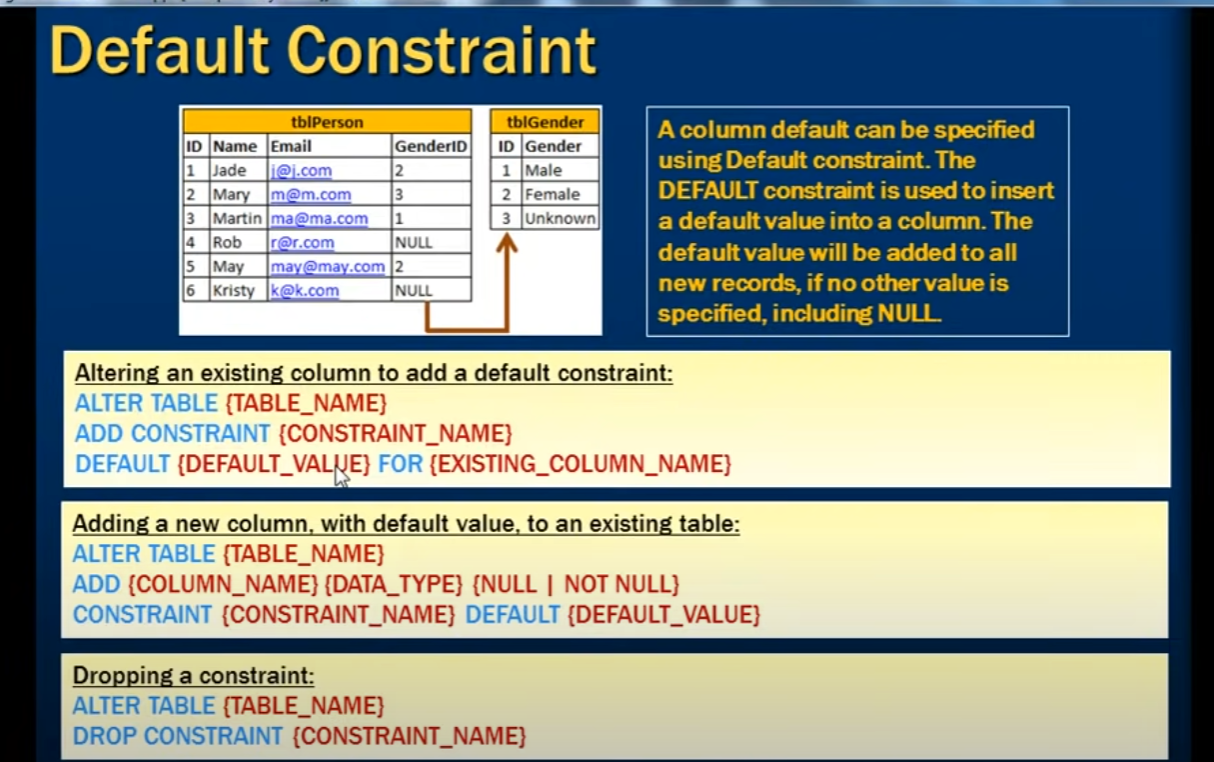 Default Constraint
tblPerson
ID Name Email GenderID
1 Jade j@j.com 2
2 Mary m@m.com 3
3 Martin ma@ma.com 1
4 Rob r@r.com NULL
5 May may@may.com 2
6 Kristy k@k.com NULL
tblGender
ID Gender
1 Male
2 Female
3 Unknown
A column default can be specified
using Default constraint. The
DEFAULT constraint is used to insert
a default value into a column. The
default value will be added to all
new records, if no other value is
specified, including NULL.
Altering an existing column to add a default constraint:
ALTER TABLE {TABLE_NAME}
ADD CONSTRAINT {CONSTRAINT_NAME}
DEFAULT {DEFAULT_VALUE} FOR {EXISTING_COLUMN_NAME}
Adding a new column, with default value, to an existing table:
ALTER TABLE {TABLE_NAME}
ADD {COLUMN_NAME} {DATA_TYPE} {NULL | NOT NULL}
CONSTRAINT {CONSTRAINT_NAME} DEFAULT {DEFAULT_VALUE}
Dropping a constraint:
ALTER TABLE {TABLE_NAME}
DROP CONSTRAINT {CONSTRAINT_NAME}